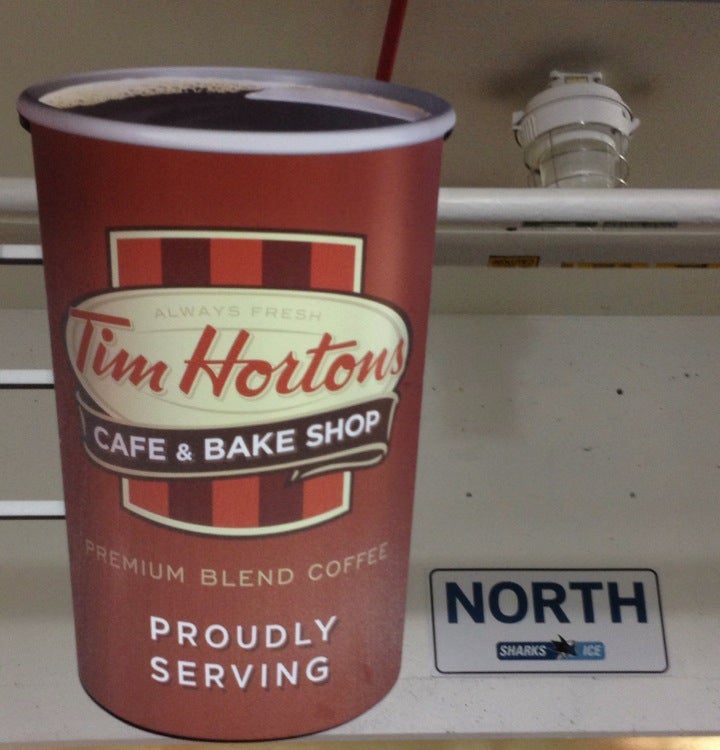 ALWAYS FRESH
Tim Hortons
CAFE & BAKE SHOP
PREMIUM BLEND COFFEE
PROUDLY
SERVING
NORTH
SHARKS ICE